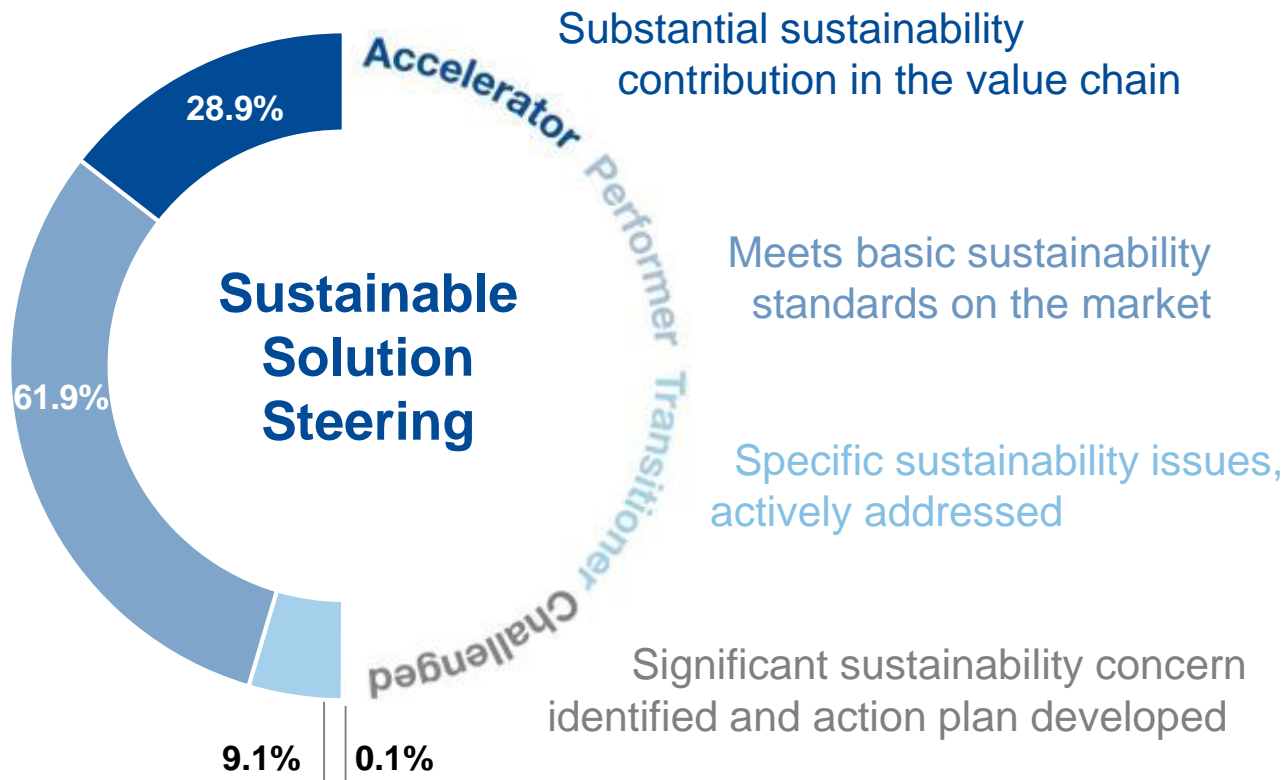 Substantial sustainability
contribution in the value chain
Accelerator
28.9%
Performer
Meets basic sustainability
standards on the market
Sustainable
Solution
Steering
61.9%
Transitioner
Specific sustainability issues,
actively addressed
Challenged
Significant sustainability concern
identified and action plan developed
9.1%
0.1%